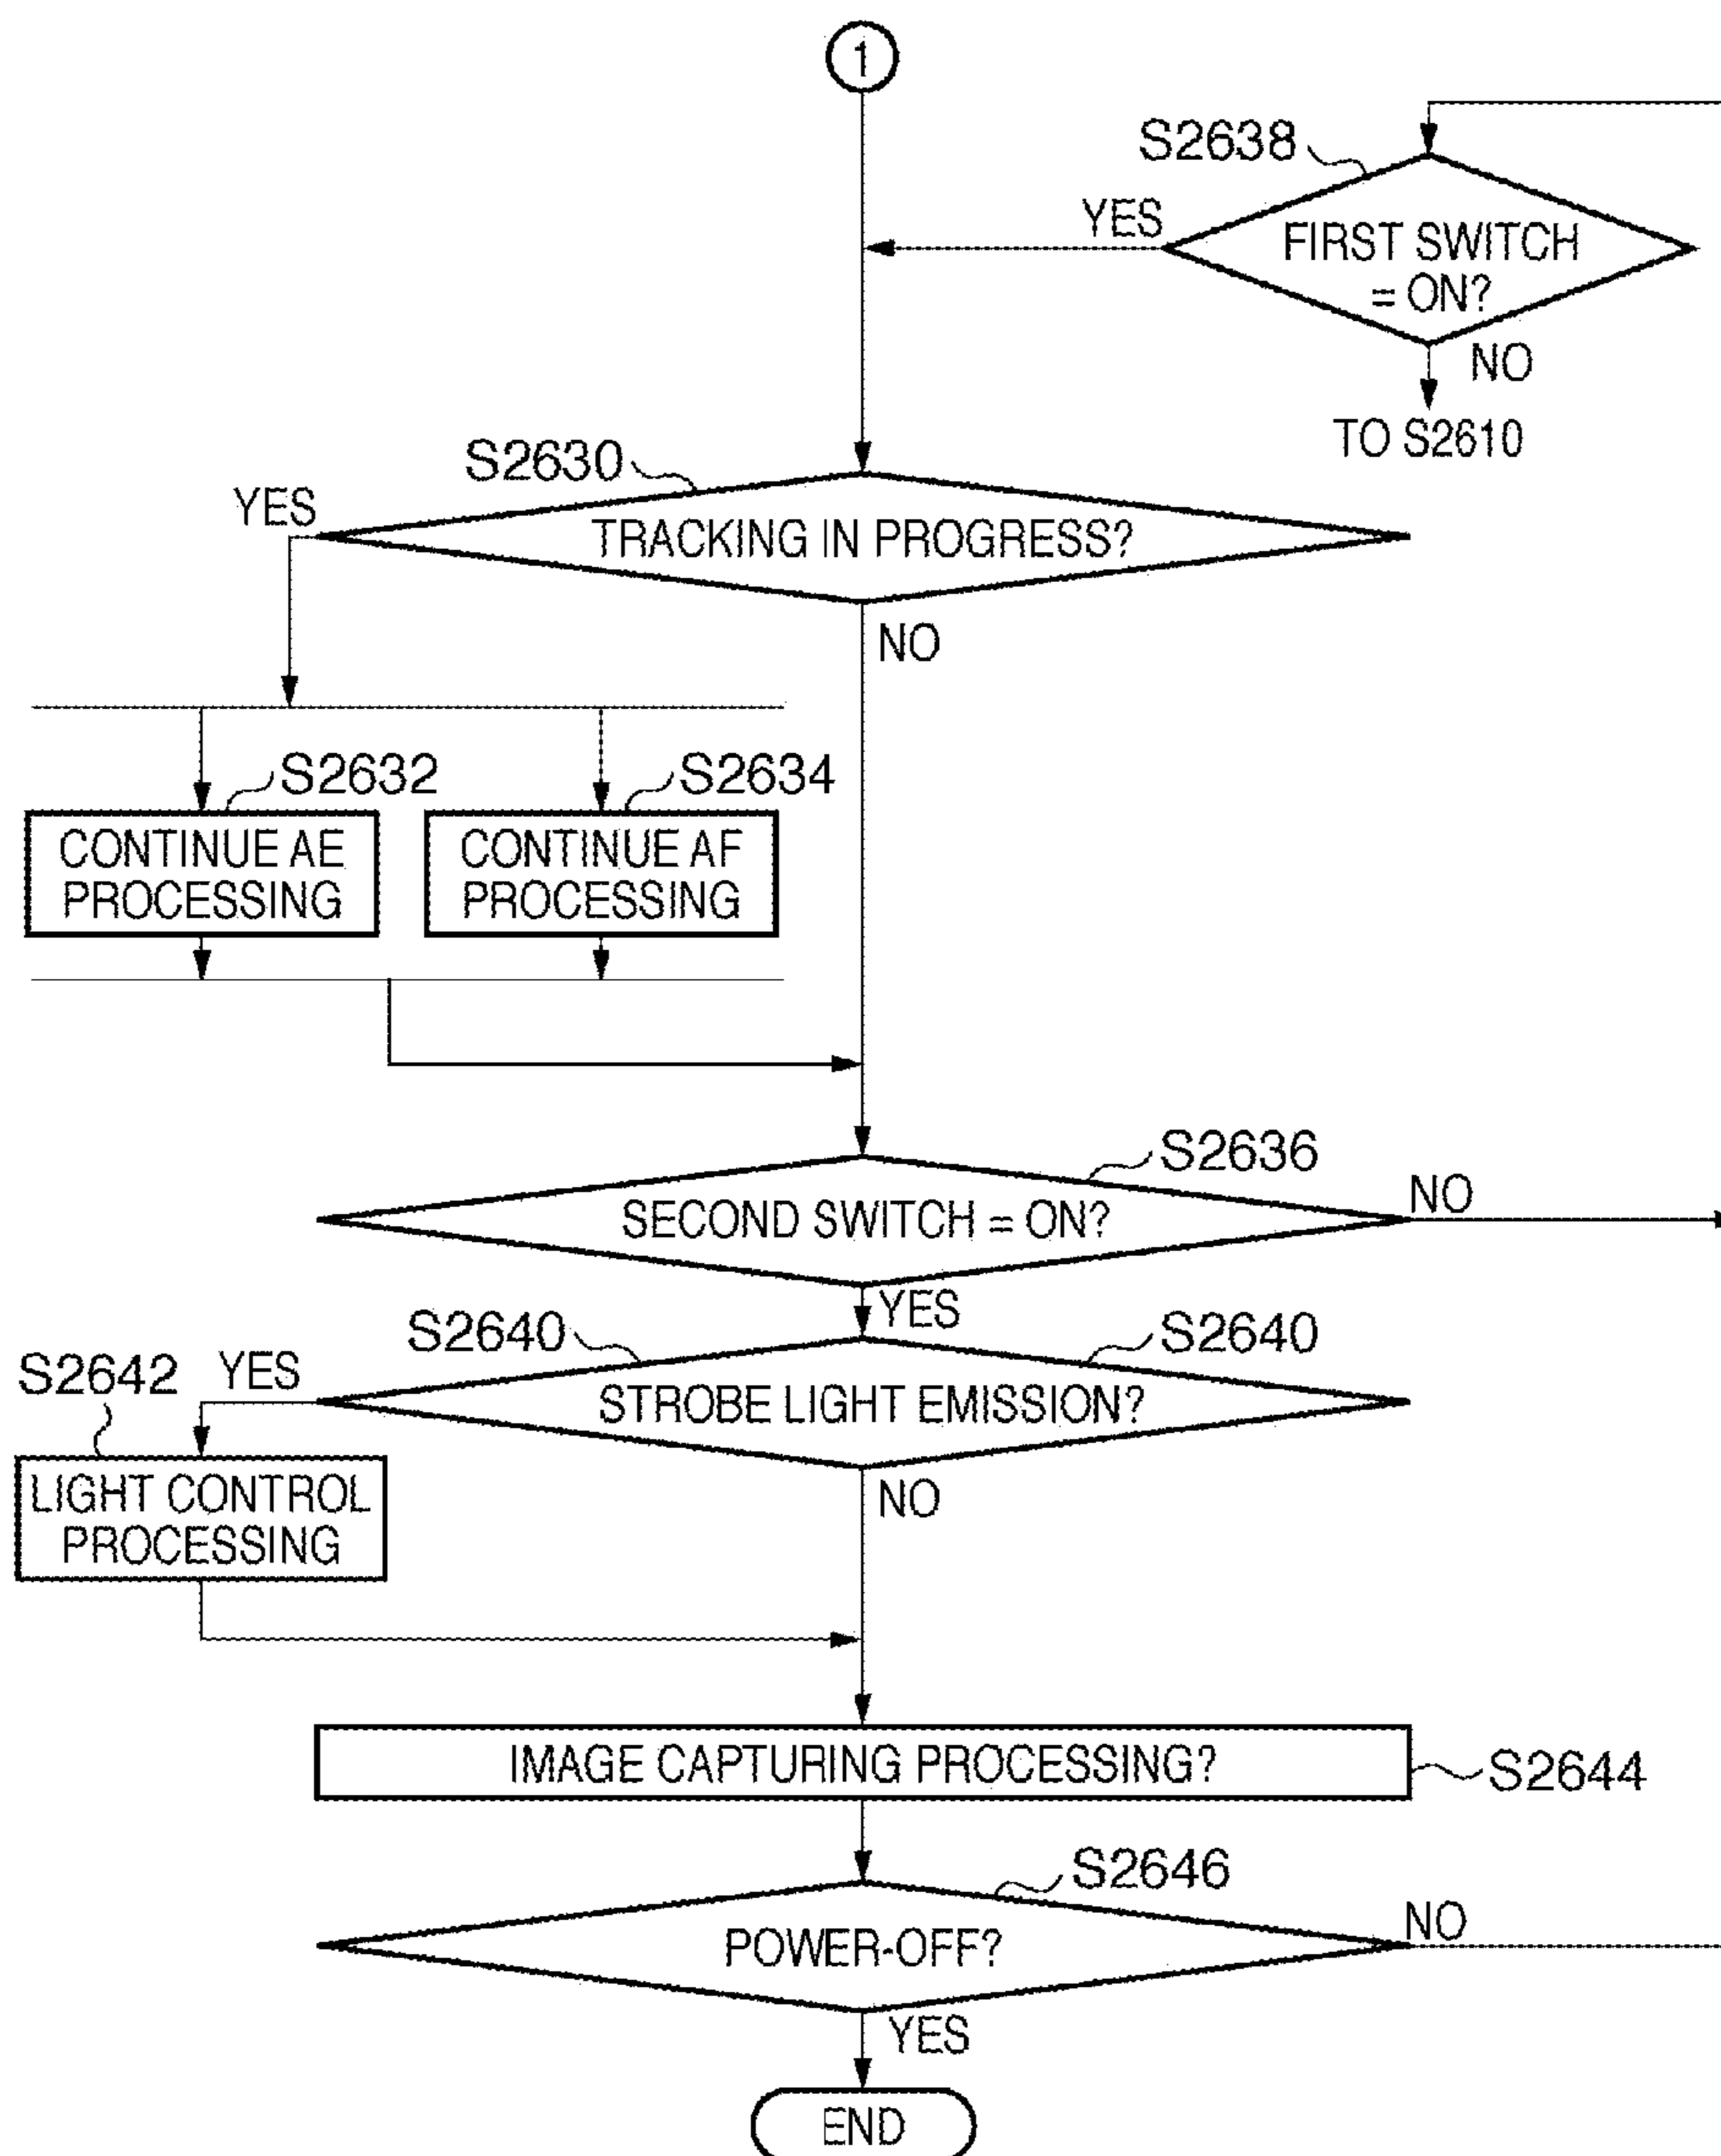 1
S2638
YES
FIRST SWITCH
= ON?
NO
TO S2610
S2630
YES
TRACKING IN PROGRESS?
NO
S2632
S2634
CONTINUE AE
PROCESSING
CONTINUE AF
PROCESSING
S2636
NO
SECOND SWITCH = ON?
YES
S2640
S2640
S2642
YES
STROBE LIGHT EMISSION?
LIGHT CONTROL
PROCESSING
NO
IMAGE CAPTURING PROCESSING?
S2644
S2646
NO
POWER-OFF?
YES
END